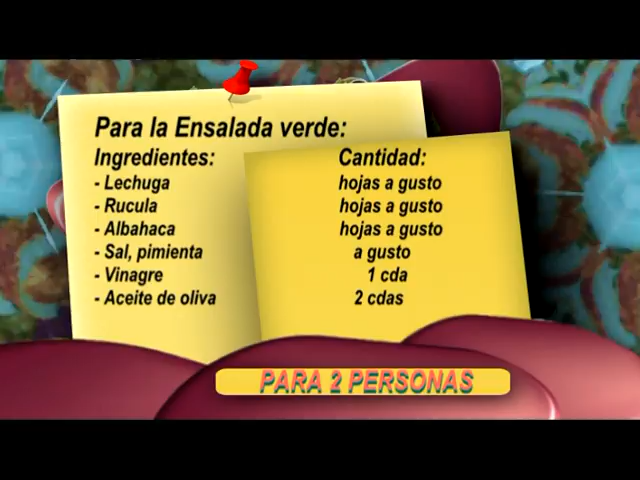 Para la Ensalada verde:
Ingredientes: Cantidad:
- Lechuga hojas a gusto
- Rucula hojas a gusto
- Albahaca hojas a gusto
- Sal, pimienta a gusto
- Vinagre 1 cda
- Aceite de oliva 2 cdas
PARA 2 PERSONAS